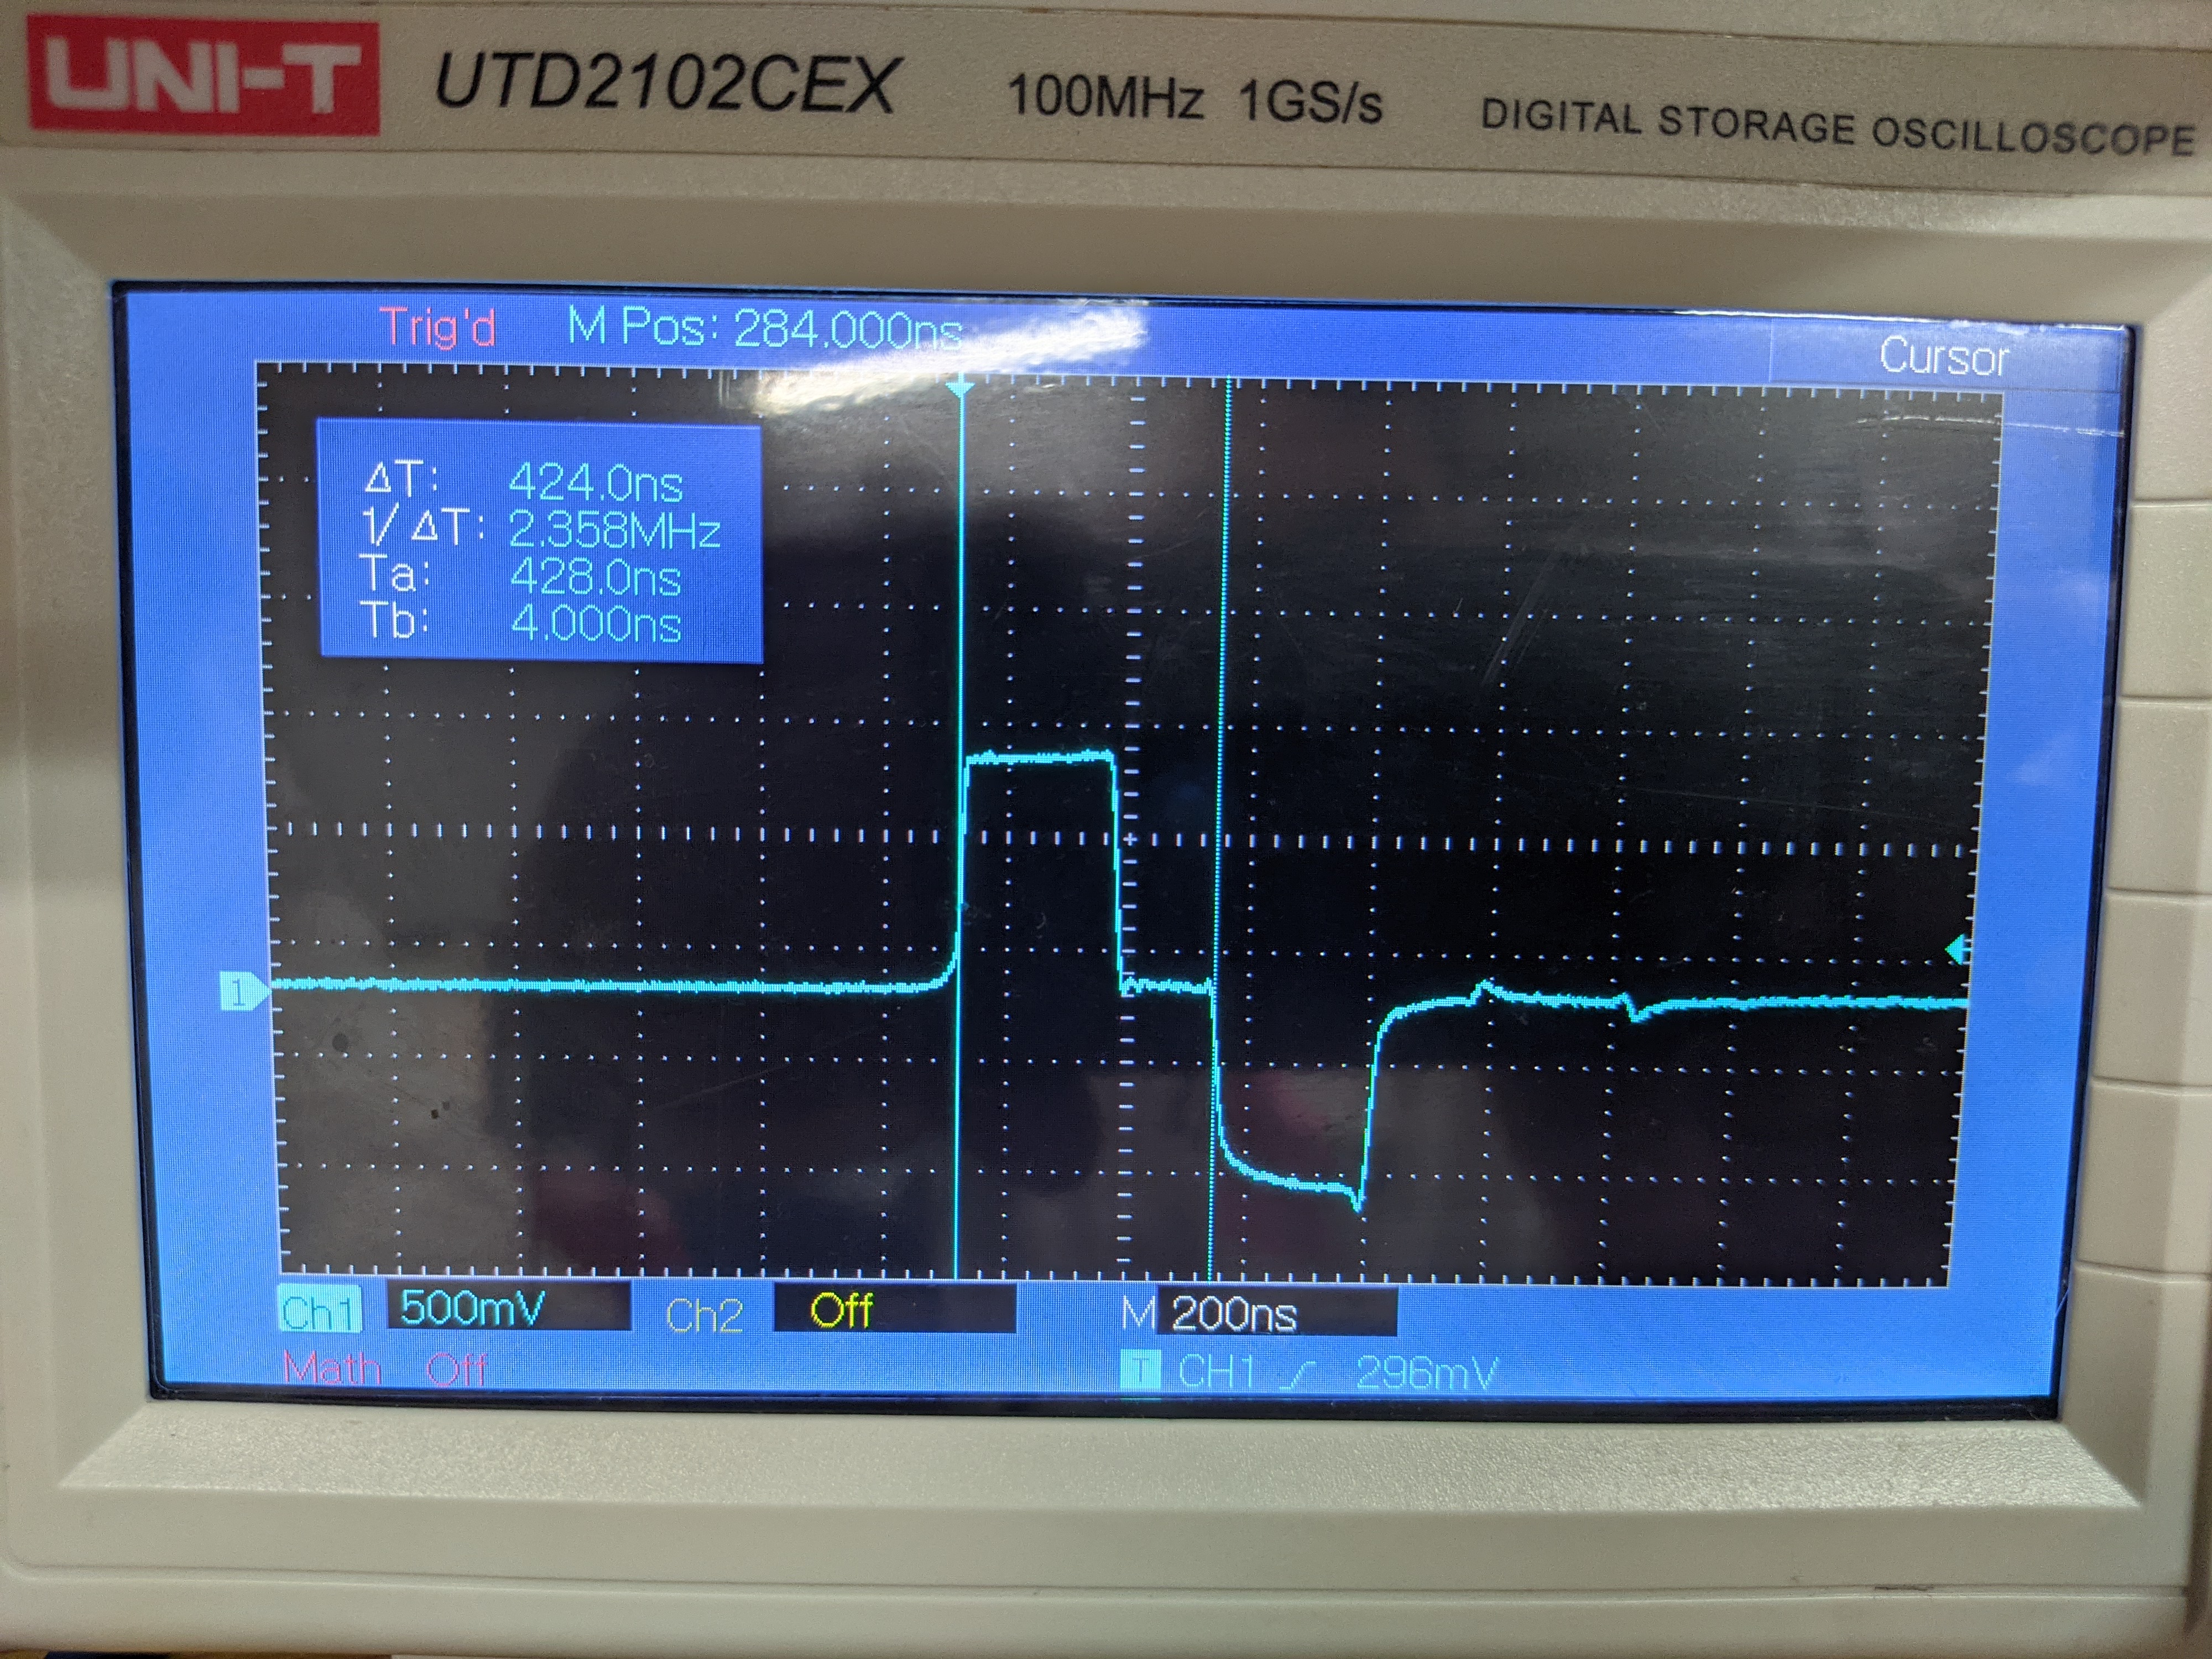 UNI-T UTD2102CEX 100MHz 1GS/s DIGITAL STORAGE OSCILLOSCOPE
Trig'd M Pos: 284.000ns Cursor
ΔT: 424.0ns
1/ΔT: 2.358MHz
Ta: 428.0ns
Tb: 4.000ns
1
Ch1 500mV Ch2 Off M 200ns
Math Off T CH1 296mV